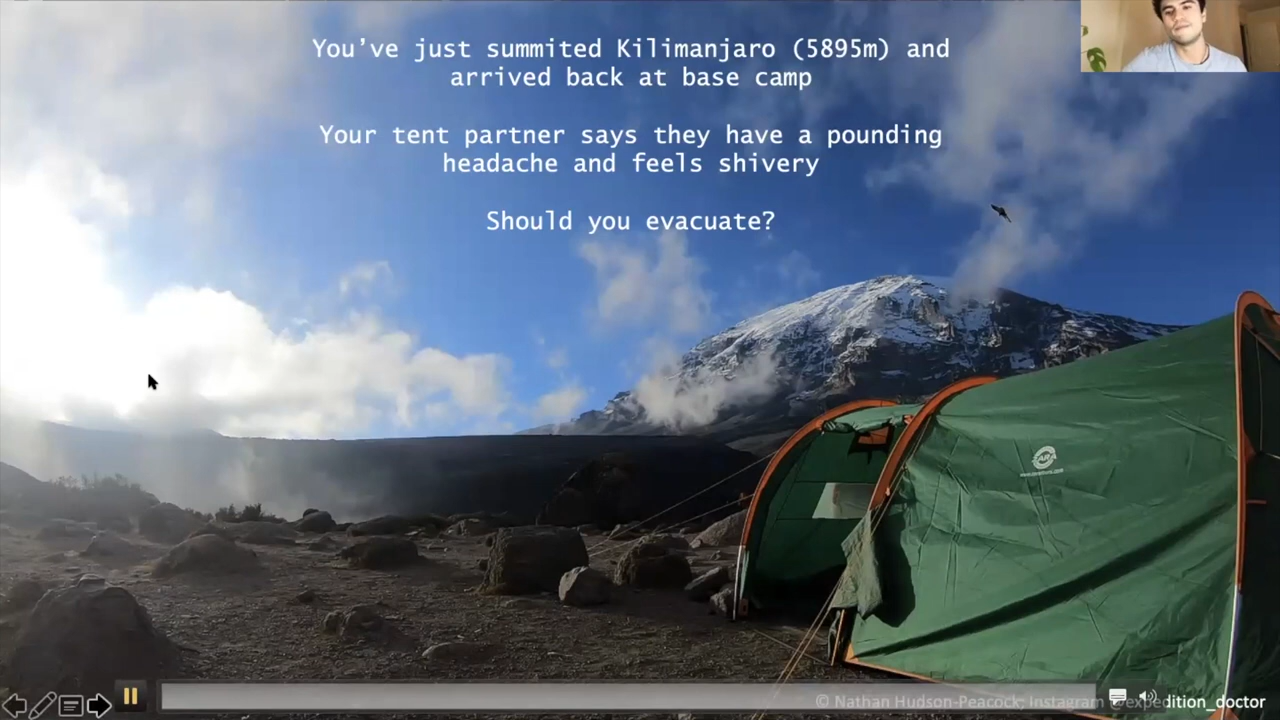 You've just summited Kilimanjaro (5895m) and
arrived back at base camp
Your tent partner says they have a pounding
headache and feels shivery
Should you evacuate?
© Nathan Hudson-Peacock; Instagram @expedition_doctor